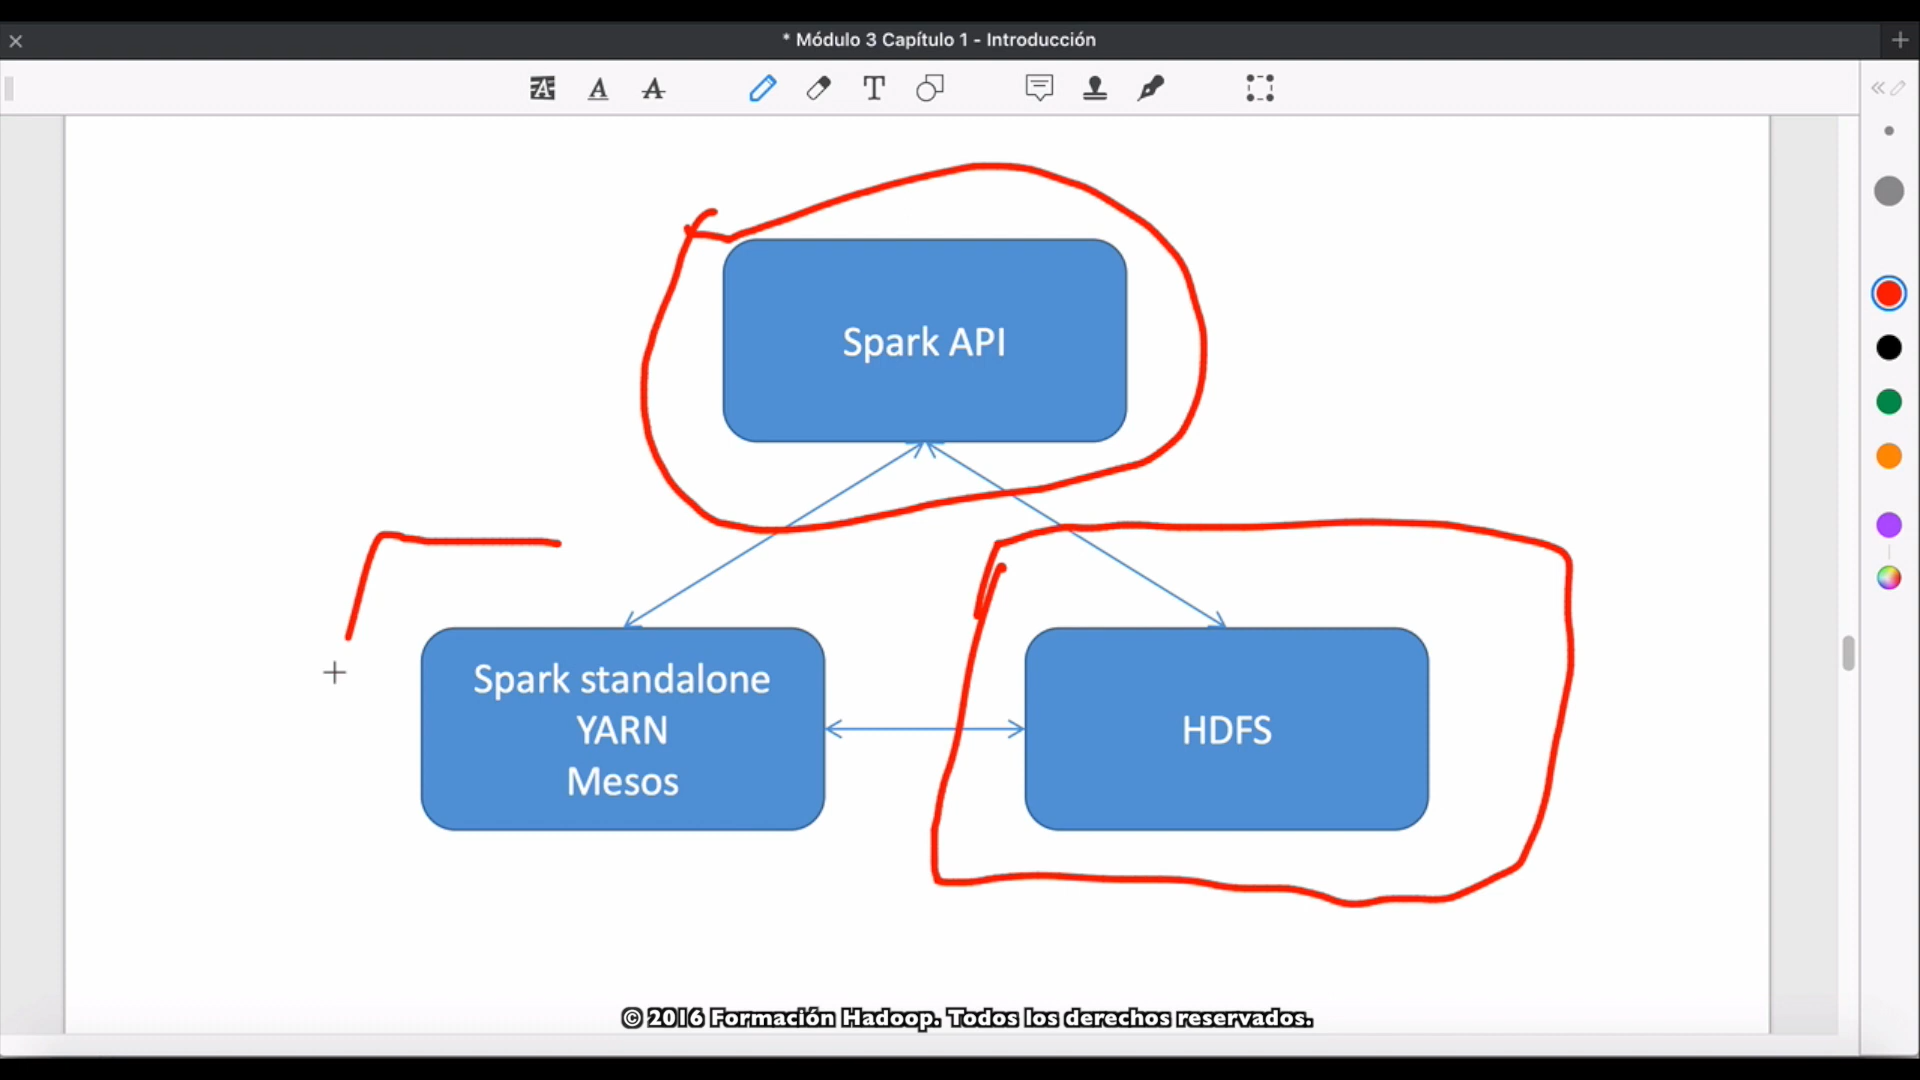 * Módulo 3 Capítulo 1 - Introducción
Spark API
Spark standalone
YARN
Mesos
HDFS
© 2016 Formación Hadoop. Todos los derechos reservados.